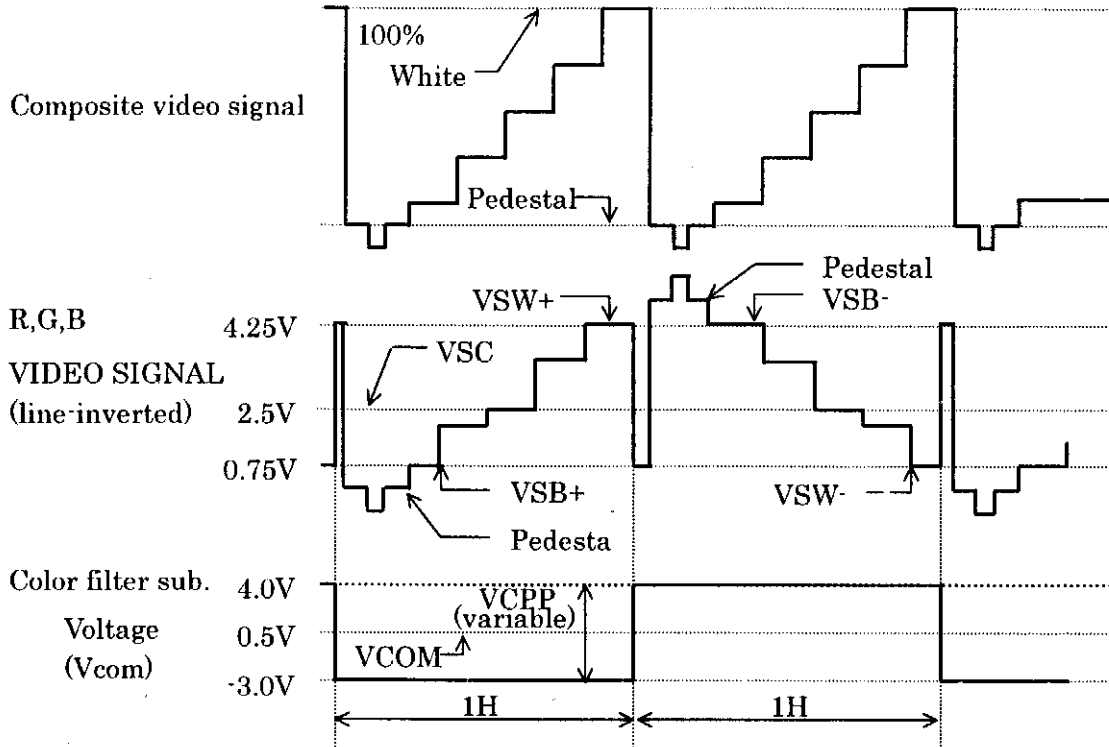 100%
White
Composite video signal
Pedestal
Pedestal
VSW+
VSB-
R,G,B
4.25V
VSC
VIDEO SIGNAL
(line-inverted)
2.5V
0.75V
VSB+
VSW-
Pedesta
Color filter sub.
4.0V
VCPP
(variable)
Voltage
0.5V
(Vcom)
VCOM
-3.0V
1H
1H